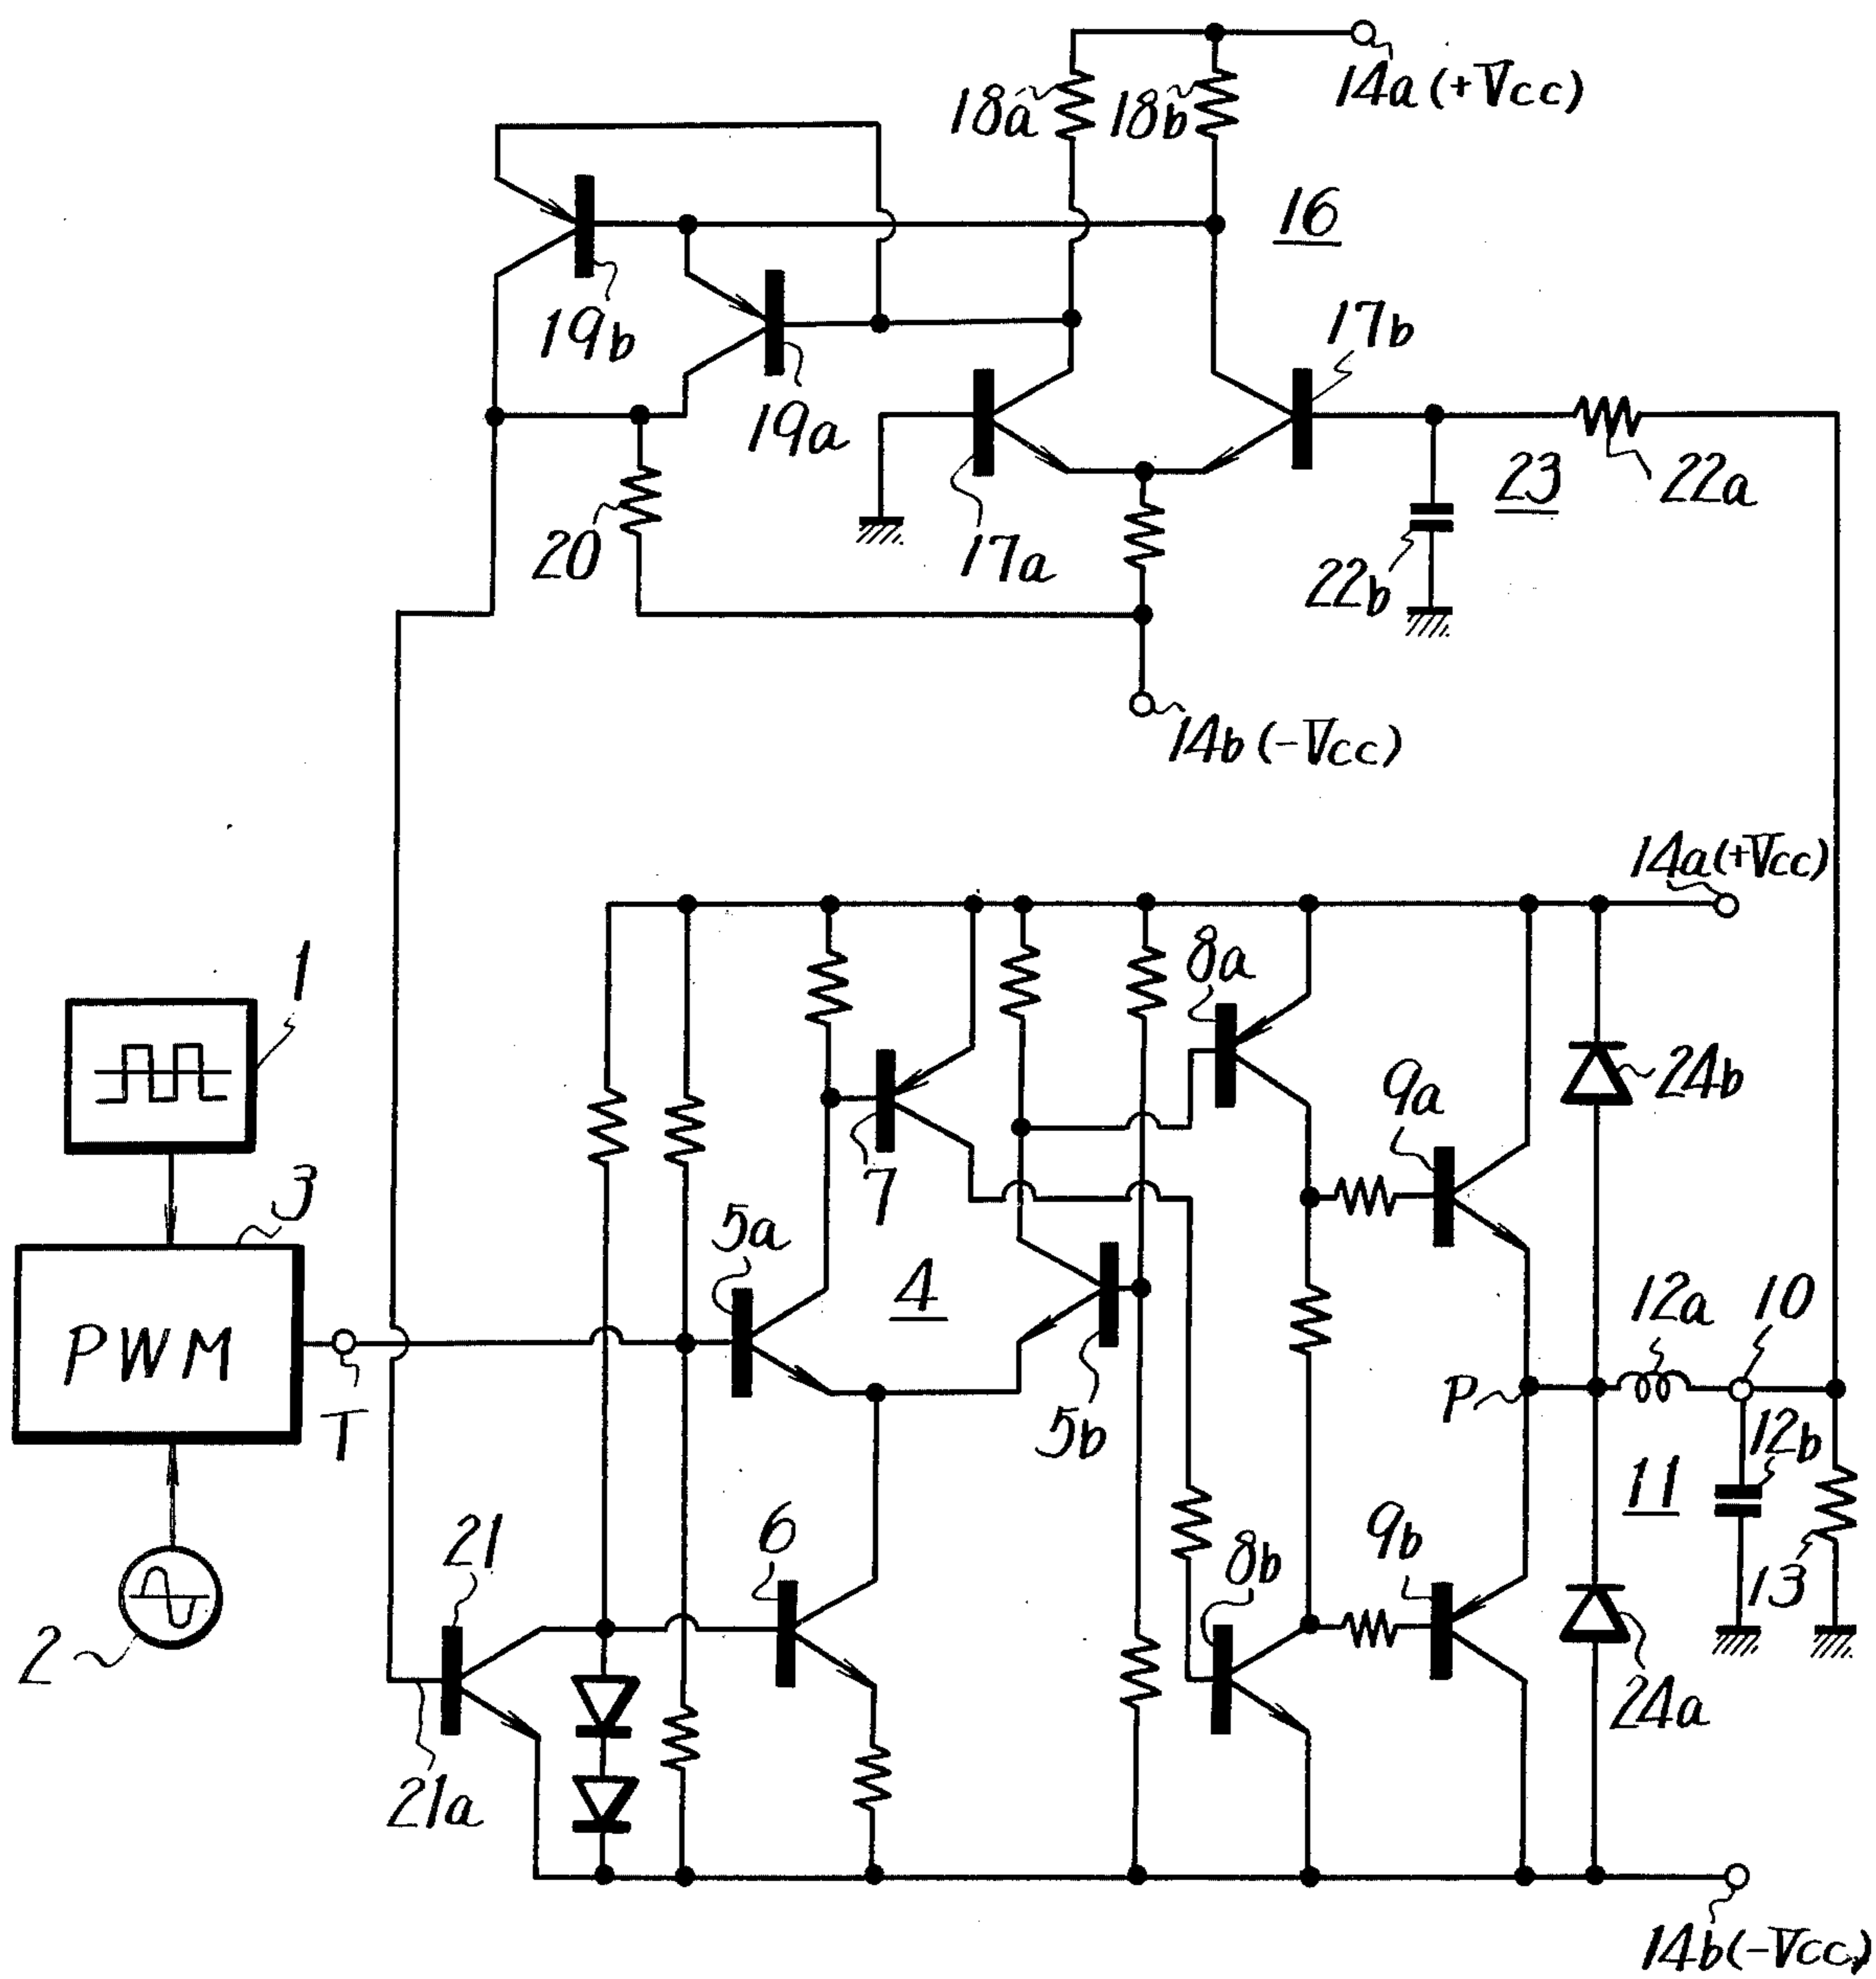 14a (+Vcc)
18a
18b
16
19b
17b
19a
23
22a
20
17a
22b
14b (-Vcc)
14a (+Vcc)
8a
1
24b
9a
3
7
5a
4
12a
10
PWM
P
T
5b
12b
11
21
6
9b
8b
13
2
24a
21a
14b (-Vcc)